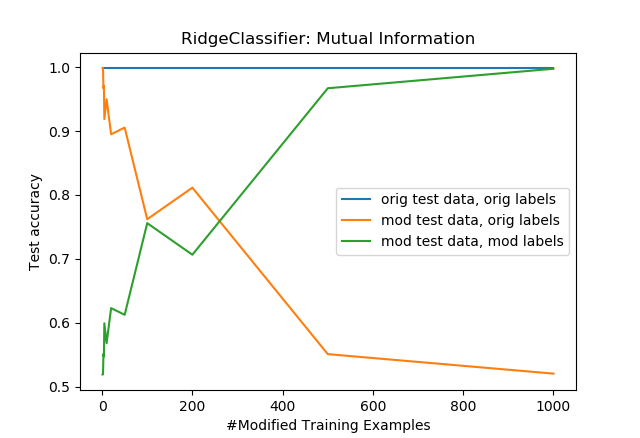 RidgeClassifier: Mutual Information
1.0
0.9
0.8
0.7
0.6
0.5
Test accuracy
orig test data, orig labels
mod test data, orig labels
mod test data, mod labels
0 200 400 600 800 1000
#Modified Training Examples